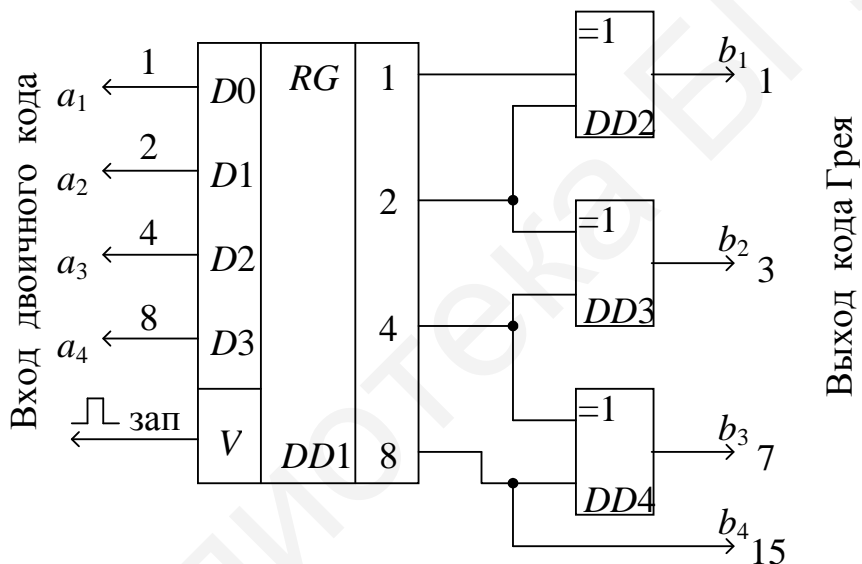 Вход двоичного кода
a1 1 D0
a2 2 D1
a3 4 D2
a4 8 D3
зап V
RG
DD1
1
2
4
8
=1
DD2
=1
DD3
=1
DD4
b1 1
b2 3
b3 7
b4 15
Выход кода Грея